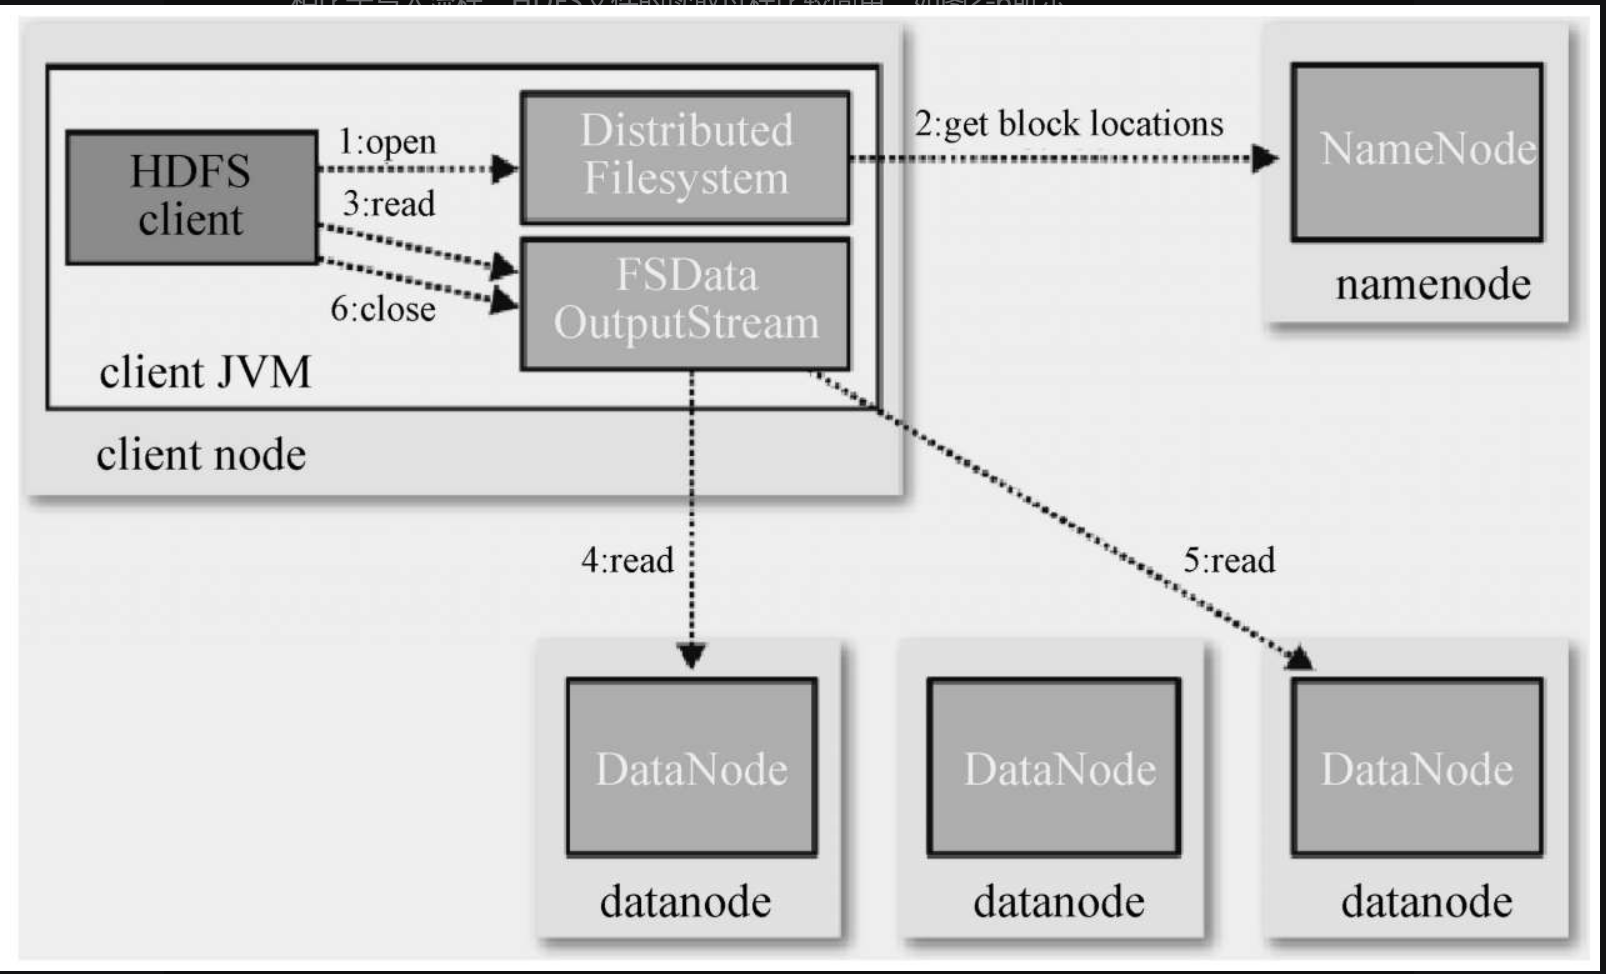 1:open
Distributed
Filesystem
2:get block locations
NameNode
HDFS
client
3:read
FSData
OutputStream
6:close
namenode
client JVM
client node
4:read
5:read
DataNode
DataNode
DataNode
datanode
datanode
datanode